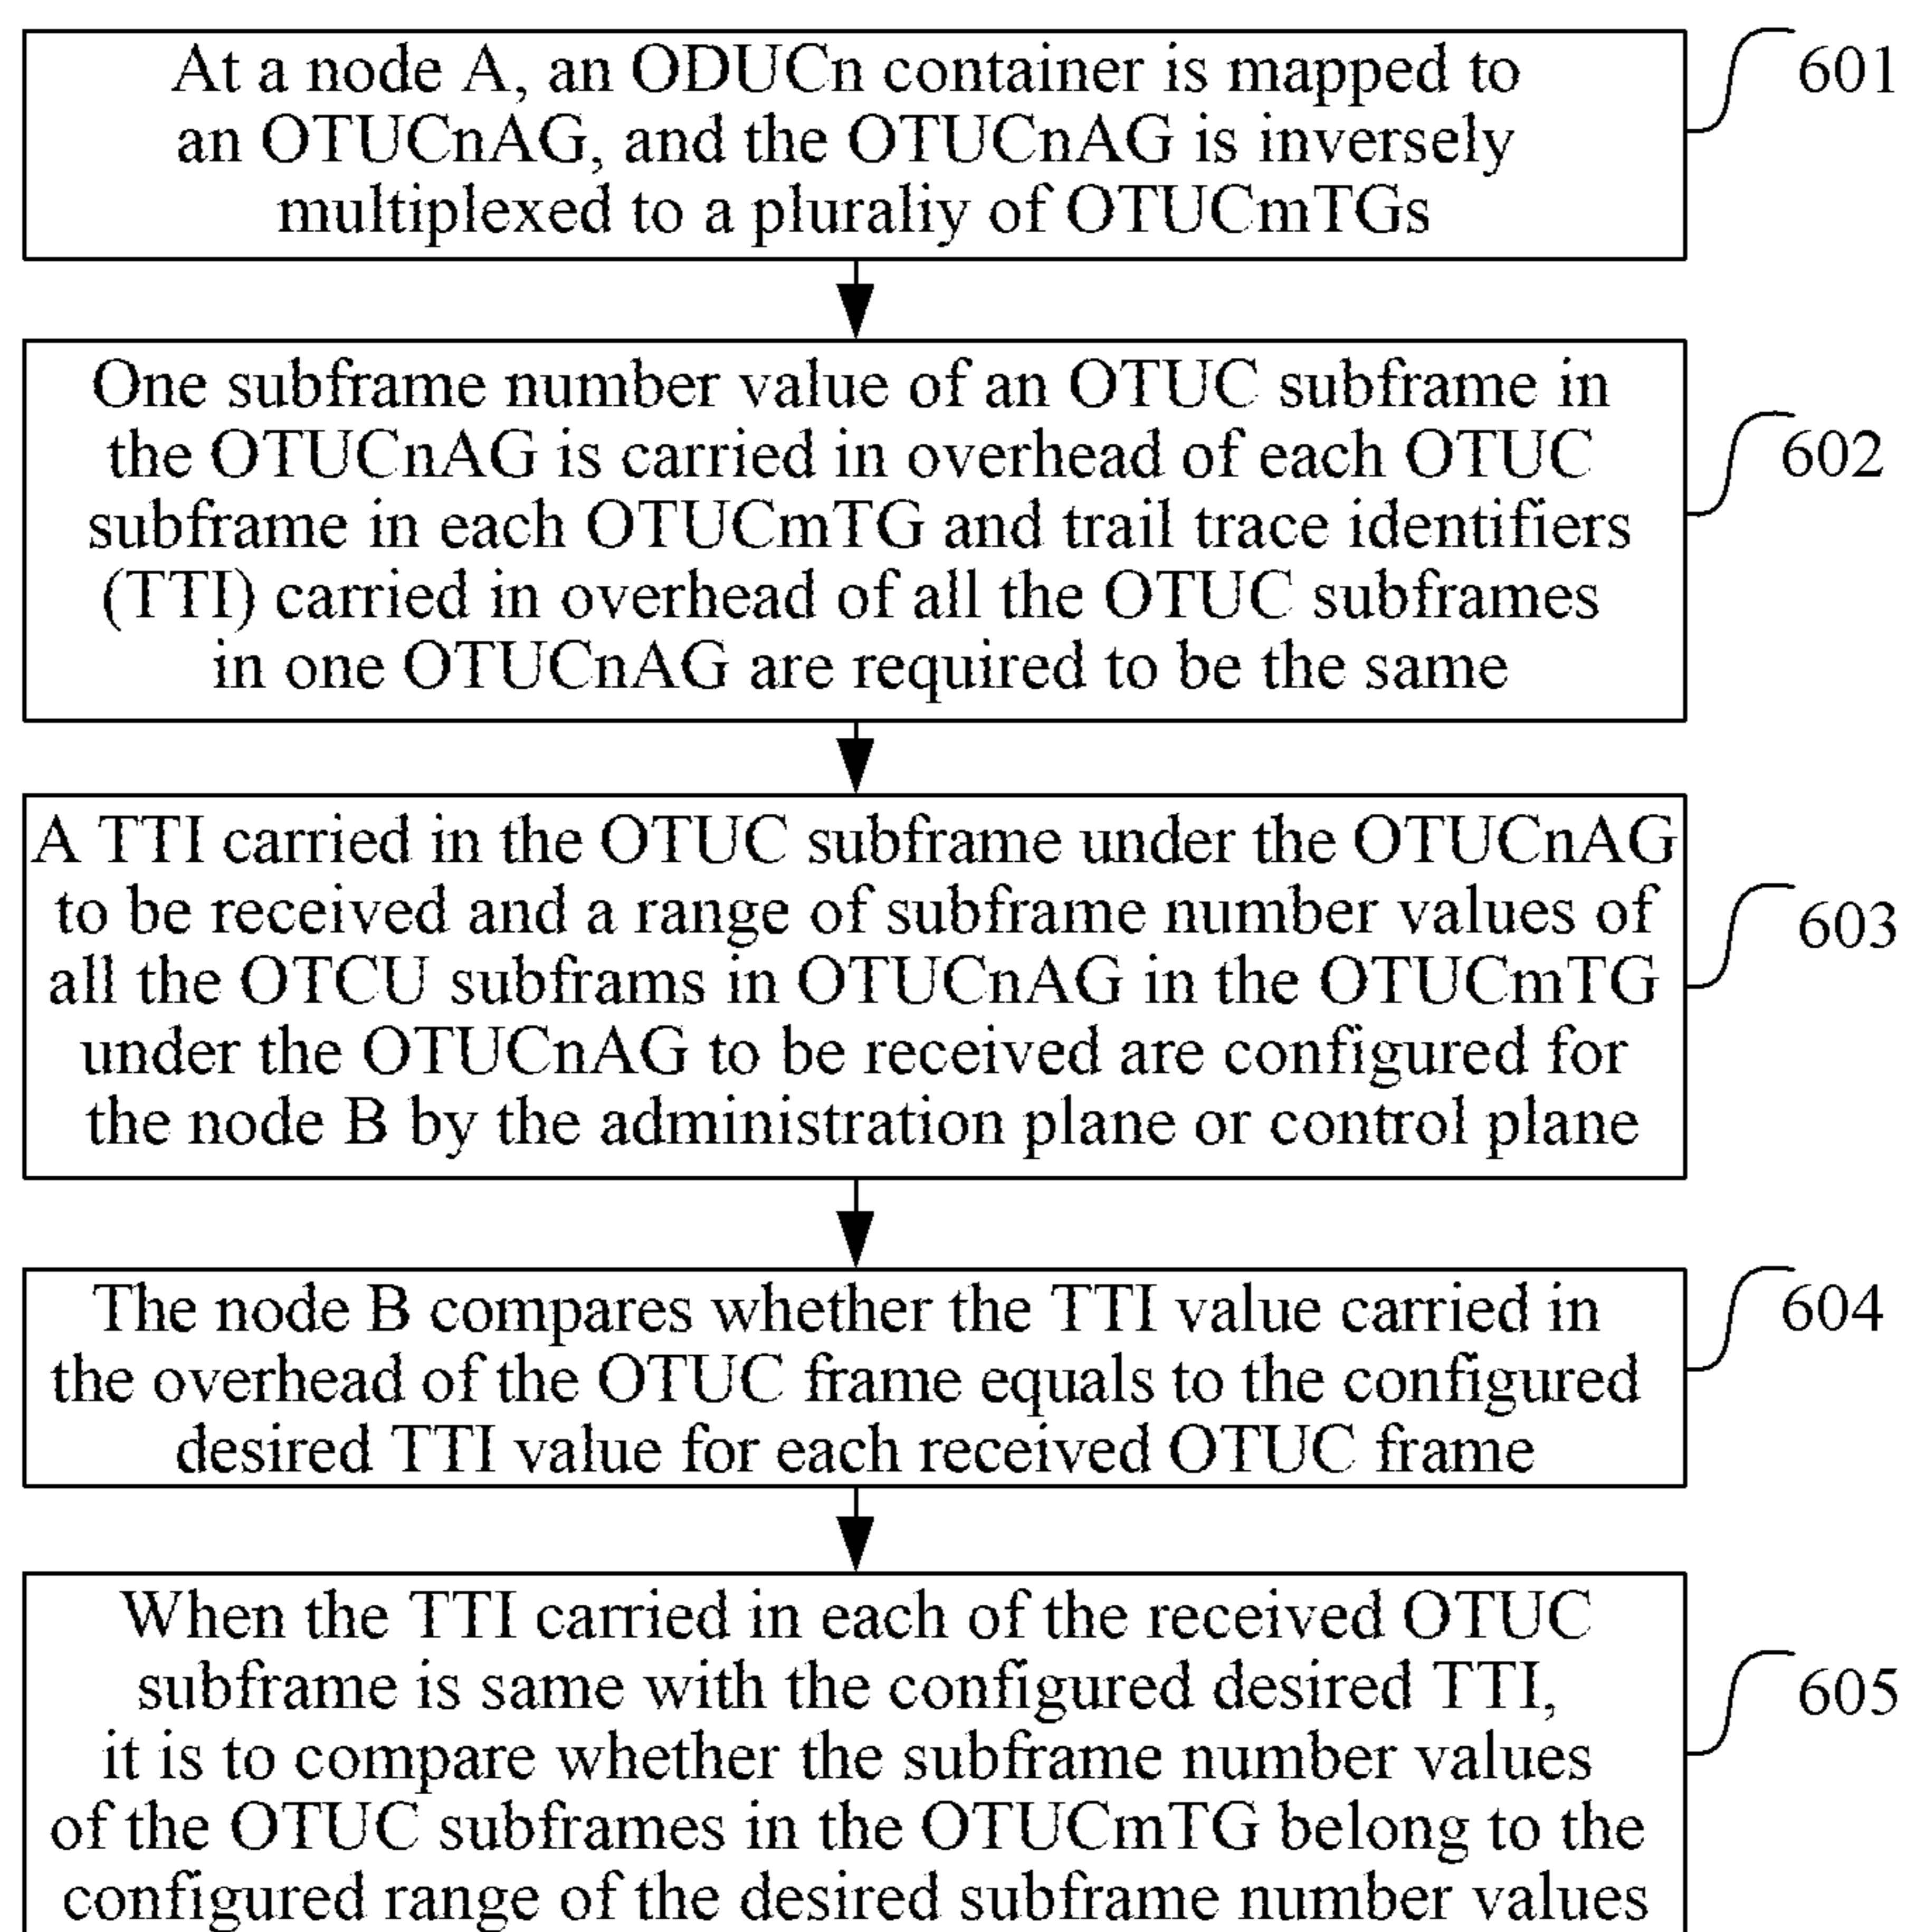 At a node A, an ODUCn container is mapped to
an OTUCnAG, and the OTUCnAG is inversely
multiplexed to a pluraliy of OTUCmTGs
601
One subframe number value of an OTUC subframe in
the OTUCnAG is carried in overhead of each OTUC
subframe in each OTUCmTG and trail trace identifiers
(TTI) carried in overhead of all the OTUC subframes
in one OTUCnAG are required to be the same
602
A TTI carried in the OTUC subframe under the OTUCnAG
to be received and a range of subframe number values of
all the OTCU subframs in OTUCnAG in the OTUCmTG
under the OTUCnAG to be received are configured for
the node B by the administration plane or control plane
603
The node B compares whether the TTI value carried in
the overhead of the OTUC frame equals to the configured
desired TTI value for each received OTUC frame
604
When the TTI carried in each of the received OTUC
subframe is same with the configured desired TTI,
it is to compare whether the subframe number values
of the OTUC subframes in the OTUCmTG belong to the
configured range of the desired subframe number values
605